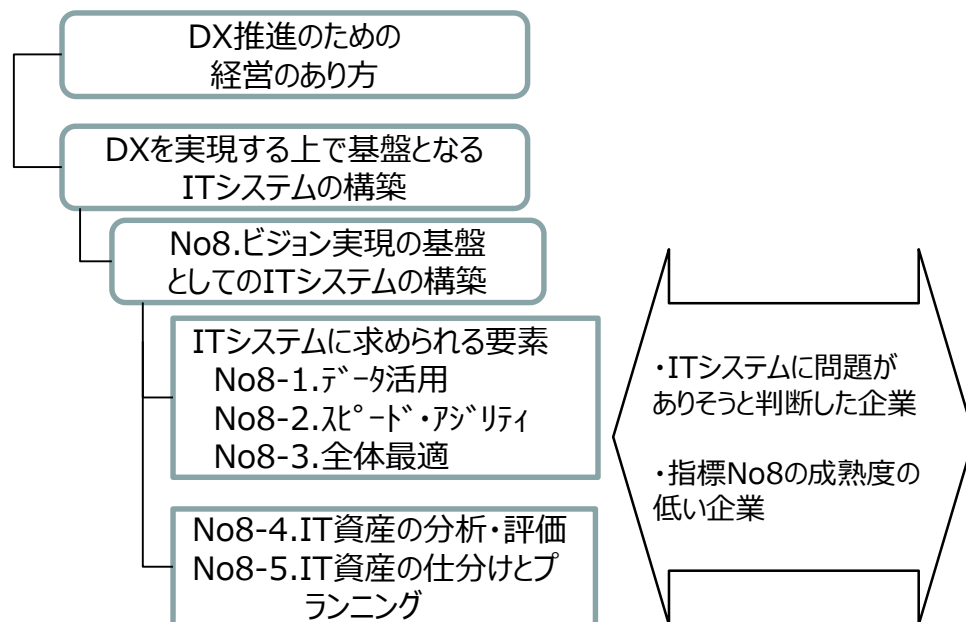 DX推進のための
経営のあり方
DXを実現する上で基盤となる
ITシステムの構築
No8.ビジョン実現の基盤
としてのITシステムの構築
ITシステムに求められる要素
No8-1.ﾃﾞｰﾀ活用
No8-2.ｽﾋﾟｰﾄﾞ・ｱｼﾞﾘﾃｨ
No8-3.全体最適
No8-4.IT資産の分析・評価
No8-5.IT資産の仕分けとプ
ランニング
・ITシステムに問題が
ありそうと判断した企業
・指標No8の成熟度の
低い企業